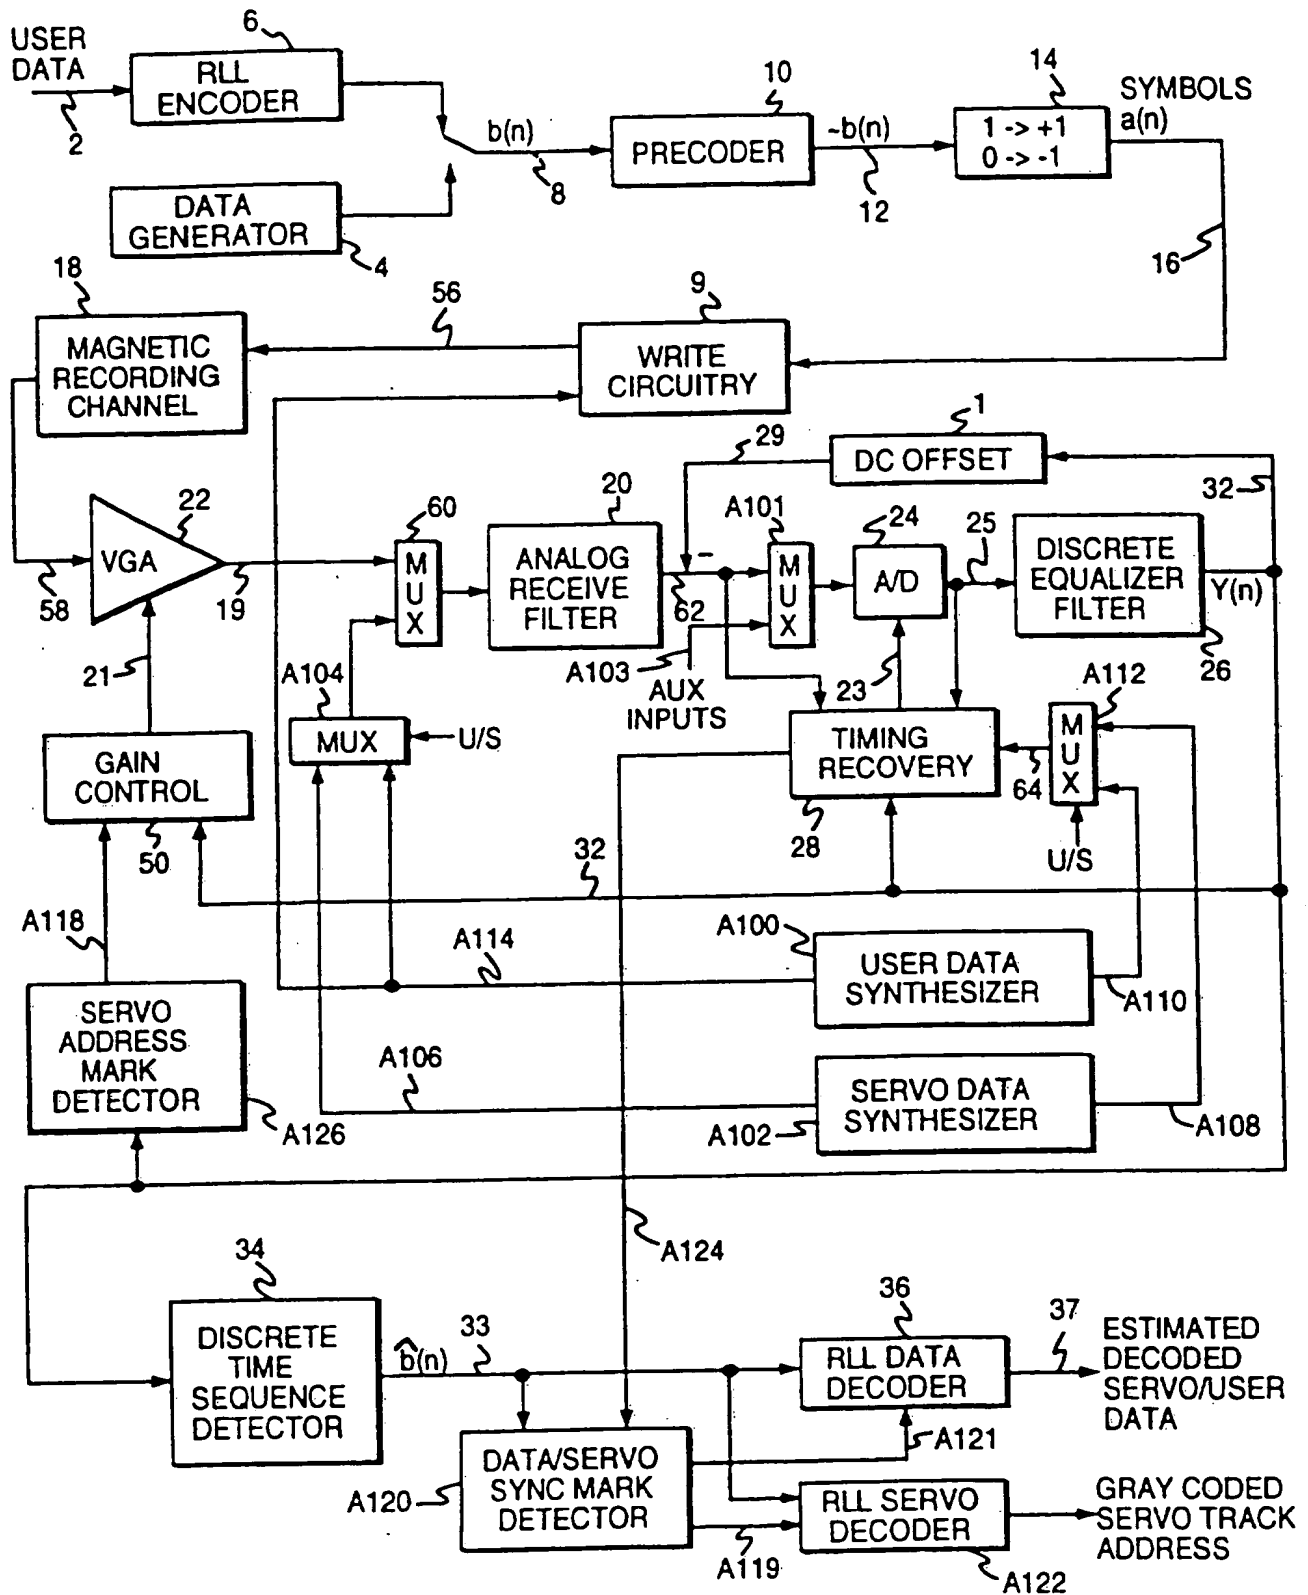 USER
DATA
2
6
RLL
ENCODER
DATA
GENERATOR
4
b(n)
8
10
PRECODER
~b(n)
12
14
1 -> +1
0 -> -1
SYMBOLS
a(n)
16
18
MAGNETIC
RECORDING
CHANNEL
56
9
WRITE
CIRCUITRY
1
DC OFFSET
29
32
22
VGA
58
19
21
60
MUX
20
ANALOG
RECEIVE
FILTER
-
62
A101
MUX
24
A/D
25
DISCRETE
EQUALIZER
FILTER
Y(n)
26
A103
AUX
INPUTS
23
A104
MUX
U/S
TIMING
RECOVERY
28
64
A112
MUX
U/S
GAIN
CONTROL
50
32
A118
A114
A100
USER DATA
SYNTHESIZER
A110
SERVO
ADDRESS
MARK
DETECTOR
A126
A106
A102
SERVO DATA
SYNTHESIZER
A108
A124
34
DISCRETE
TIME
SEQUENCE
DETECTOR
b̂(n)
33
36
RLL DATA
DECODER
37
ESTIMATED
DECODED
SERVO/USER
DATA
A120
DATA/SERVO
SYNC MARK
DETECTOR
A121
A119
RLL SERVO
DECODER
A122
GRAY CODED
SERVO TRACK
ADDRESS